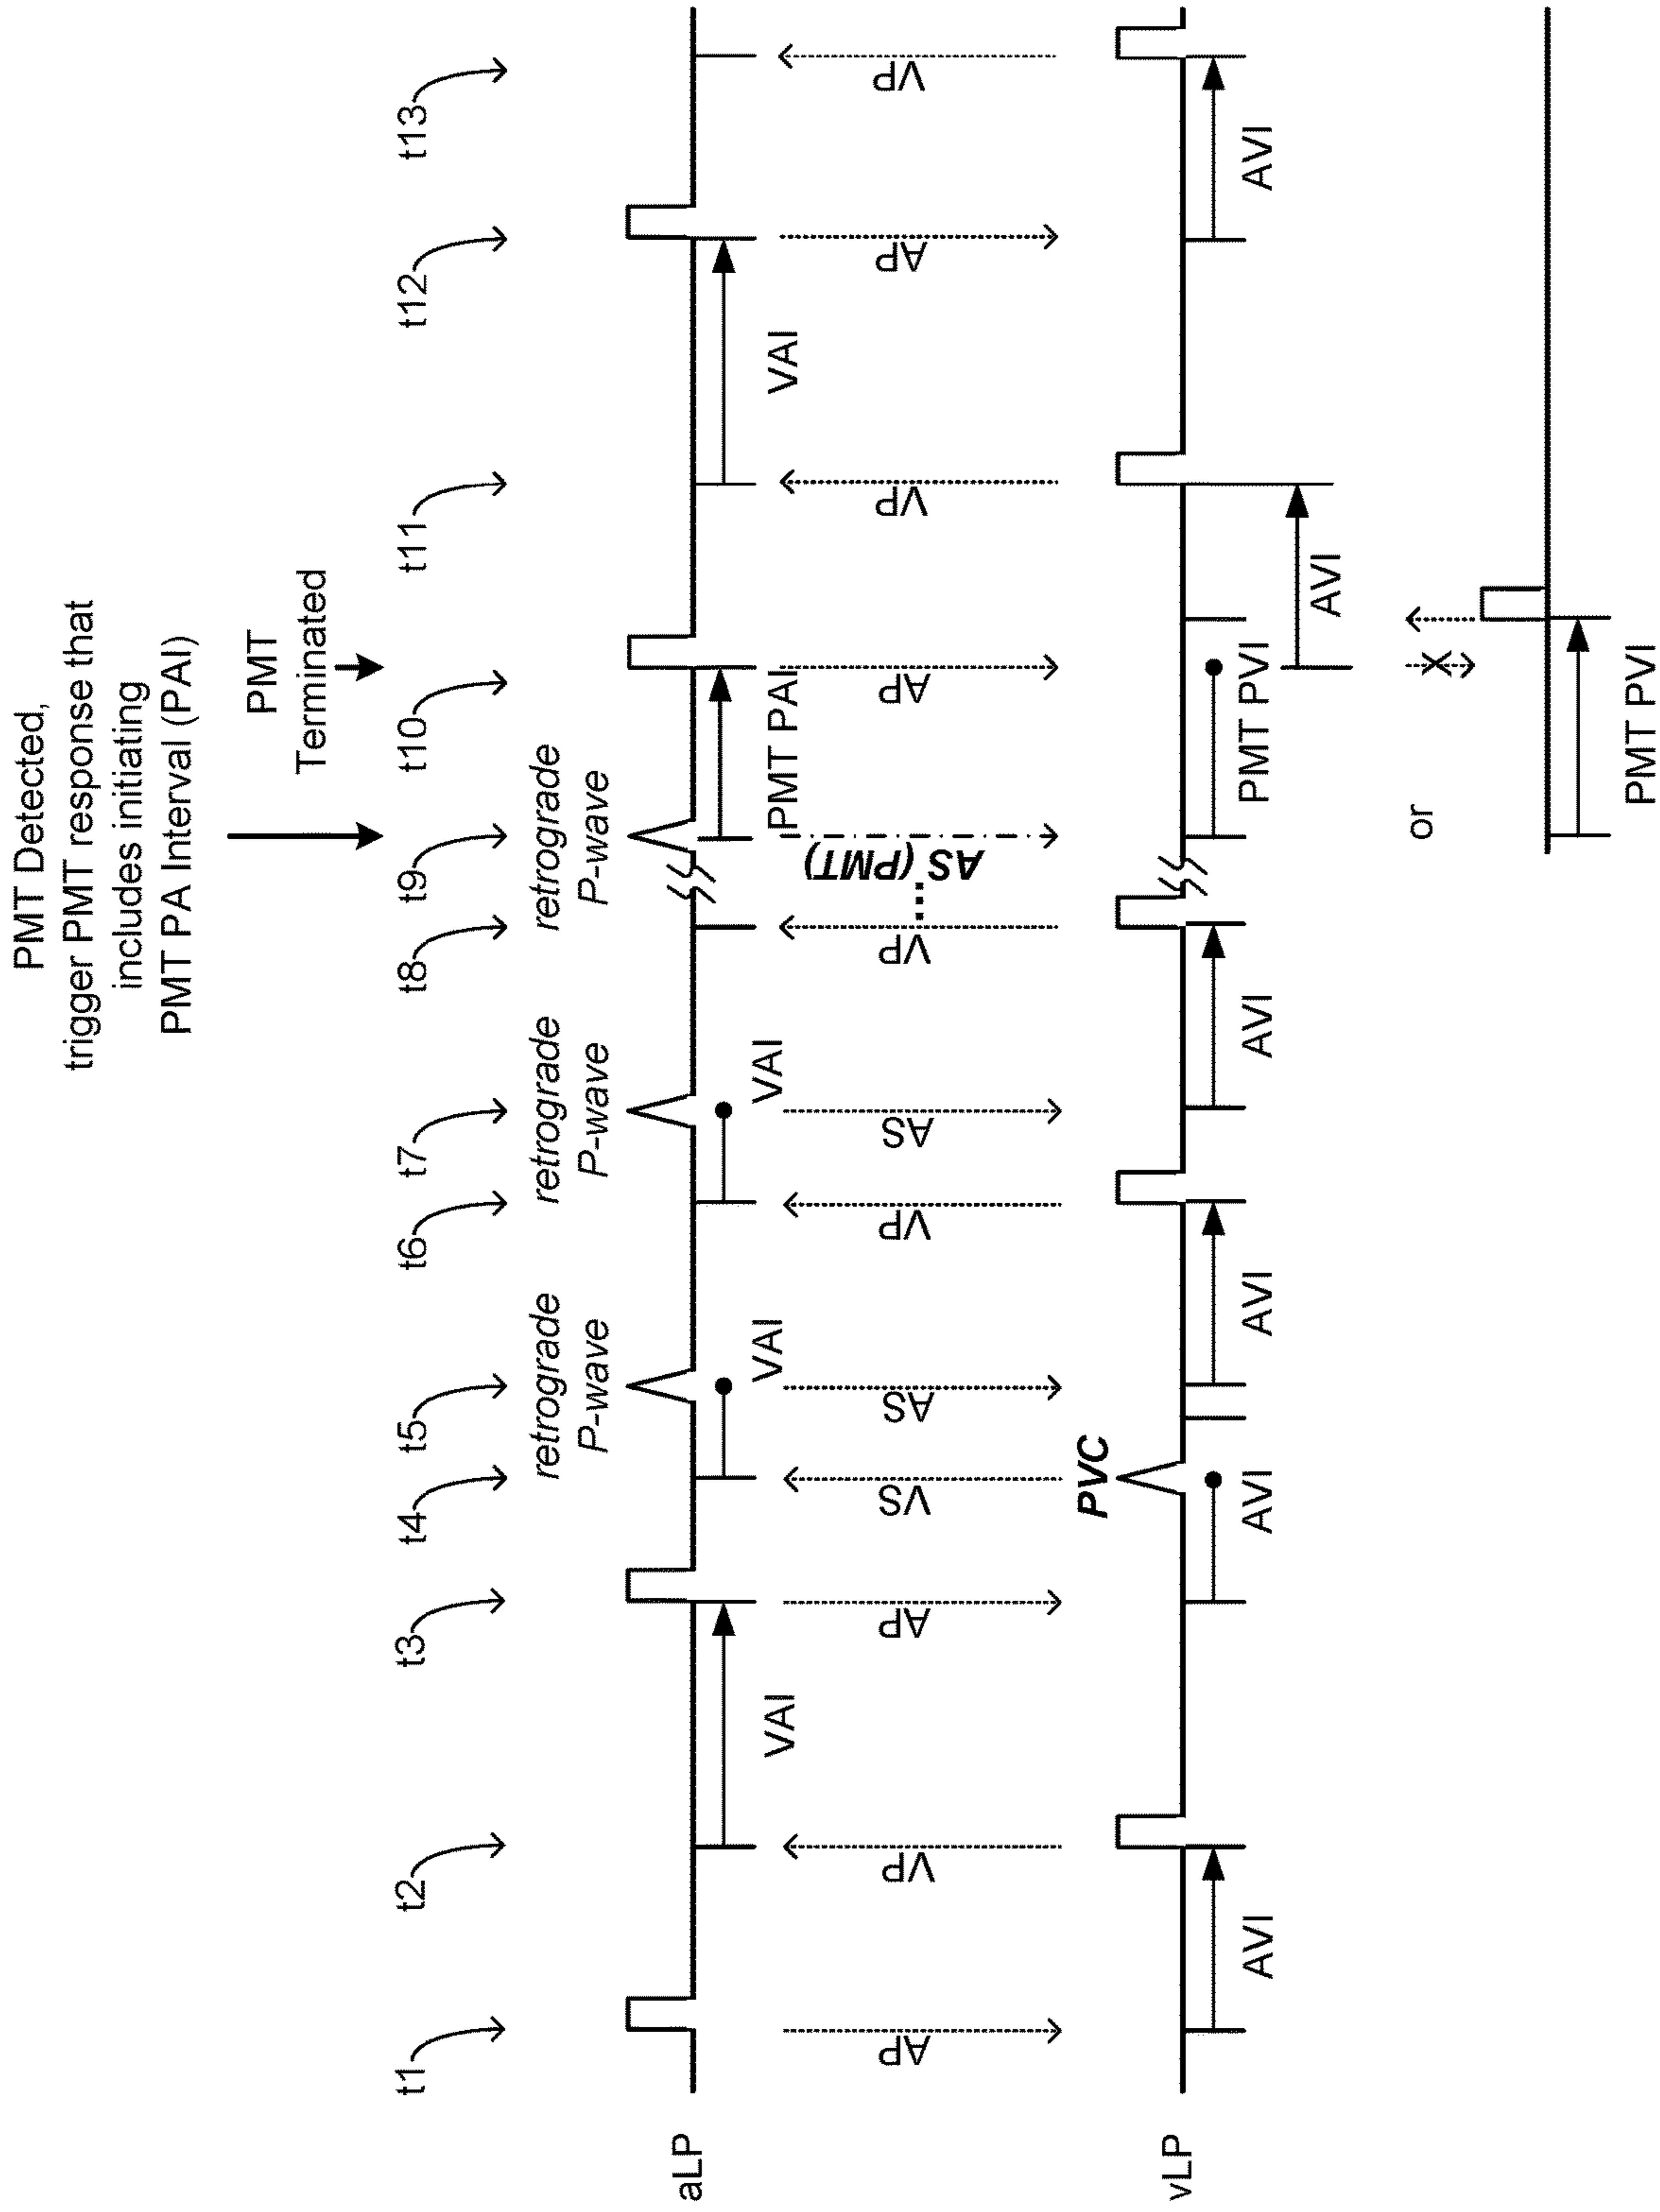 PMT Detected,
trigger PMT response that
includes initiating
PMT PA Interval (PAI)
PMT
Terminated
t1
t2
t3
t4
t5
t6
t7
t8
t9
t10
t11
t12
t13
retrograde
P-wave
retrograde
P-wave
retrograde
P-wave
aLP
VAI
VAI
VAI
PMT PAI
VAI
AP
VP
AP
VS
AS
VP
AS
VP
...
AS (PMT)
AP
VP
AP
VP
vLP
PVC
AVI
AVI
AVI
AVI
PMT PVI
AVI
AVI
or
X
PMT PVI